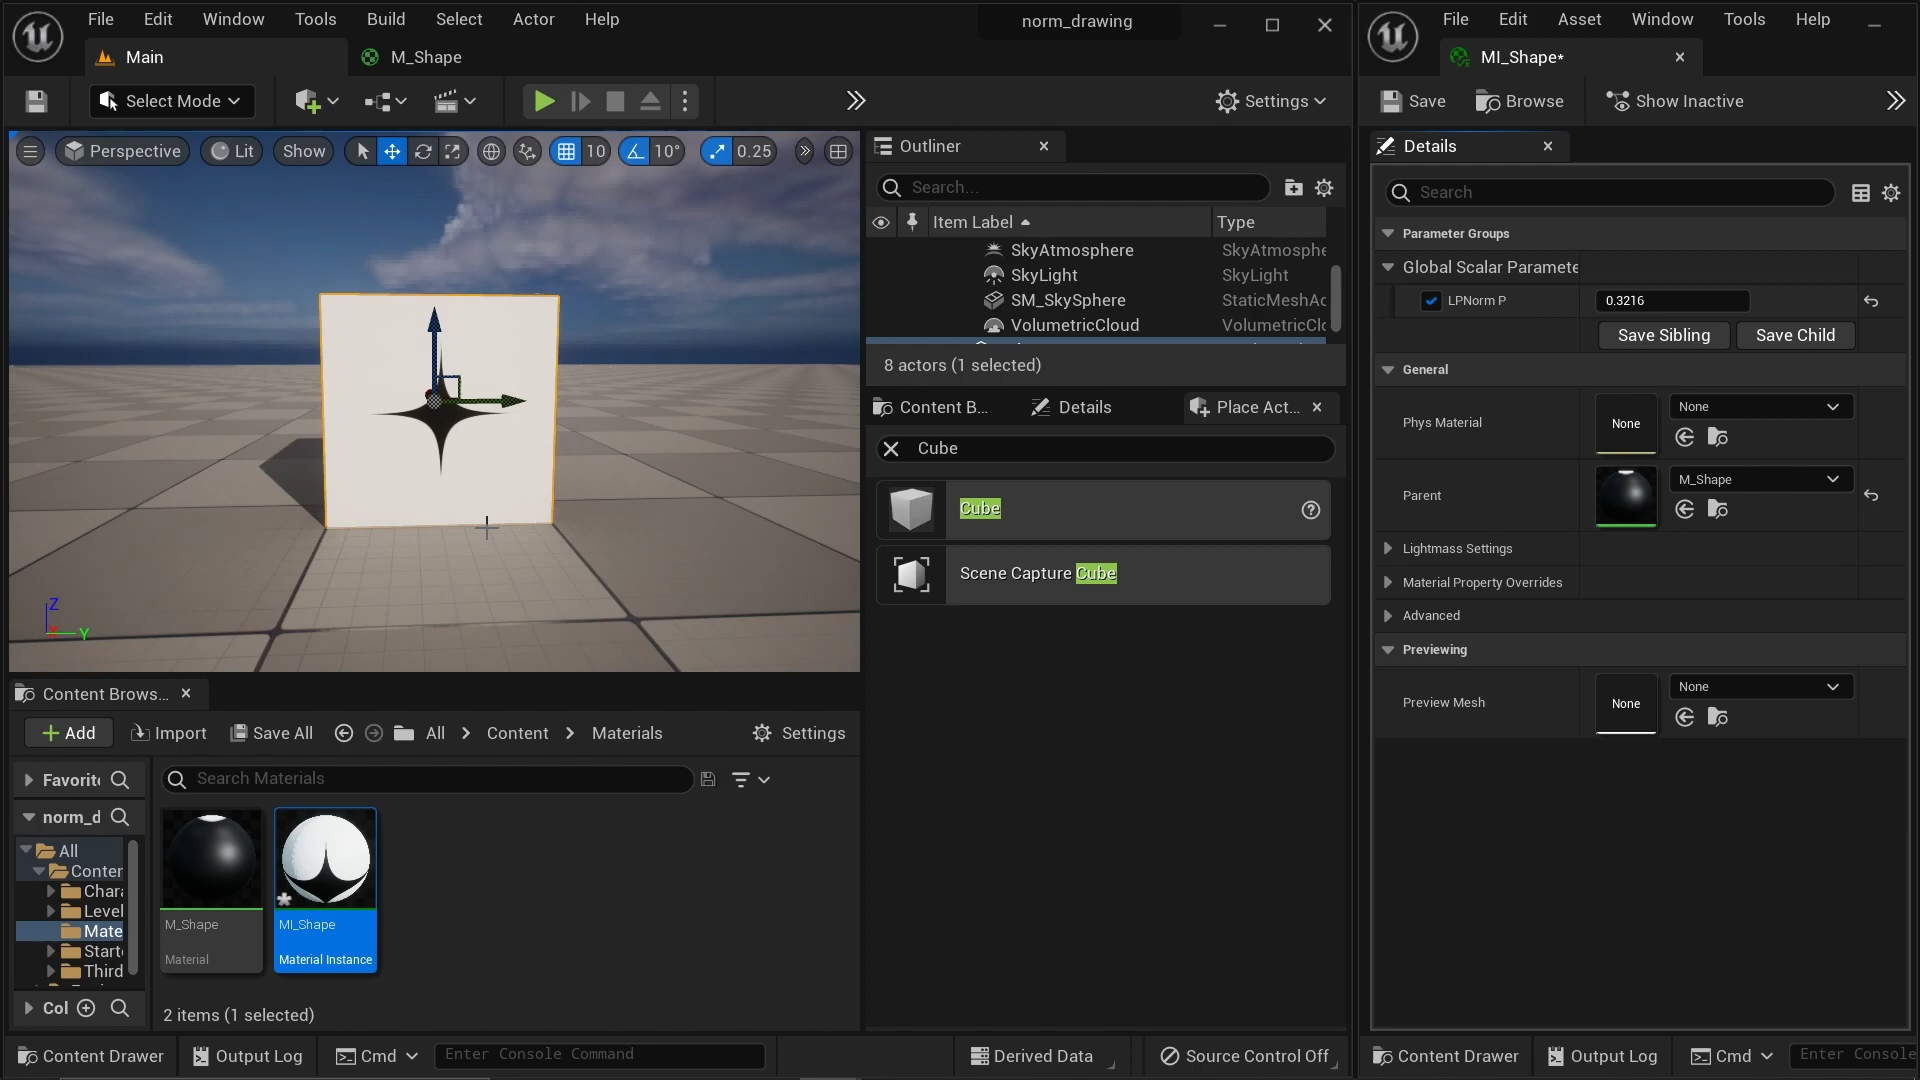 File Edit Window Tools Build Select Actor Help
norm_drawing
Main
M_Shape
Select Mode
Settings
Perspective
Lit
Show
10
10°
0.25
Z
Y
Outliner
Search...
Item Label
Type
SkyAtmosphere SkyAtmosphe
SkyLight SkyLight
SM_SkySphere StaticMeshAc
VolumetricCloud VolumetricClc
8 actors (1 selected)
Content B...
Details
Place Act...
Cube
Cube
Scene Capture Cube
Content Brows...
Add
Import
Save All
All
Content
Materials
Settings
Favorite
norm_d
All
Conten
Chara
Level
Mate
Start
Third
Col
Search Materials
M_Shape
Material
MI_Shape
Material Instance
2 items (1 selected)
Content Drawer
Output Log
Cmd
Enter Console Command
Derived Data
Source Control Off
File Edit Asset Window Tools Help
MI_Shape*
Save
Browse
Show Inactive
Details
Search
Parameter Groups
Global Scalar Paramete
LPNorm P 0.3216
Save Sibling Save Child
General
Phys Material None None
Parent M_Shape
Lightmass Settings
Material Property Overrides
Advanced
Previewing
Preview Mesh None None
Content Drawer
Output Log
Cmd
Enter Console